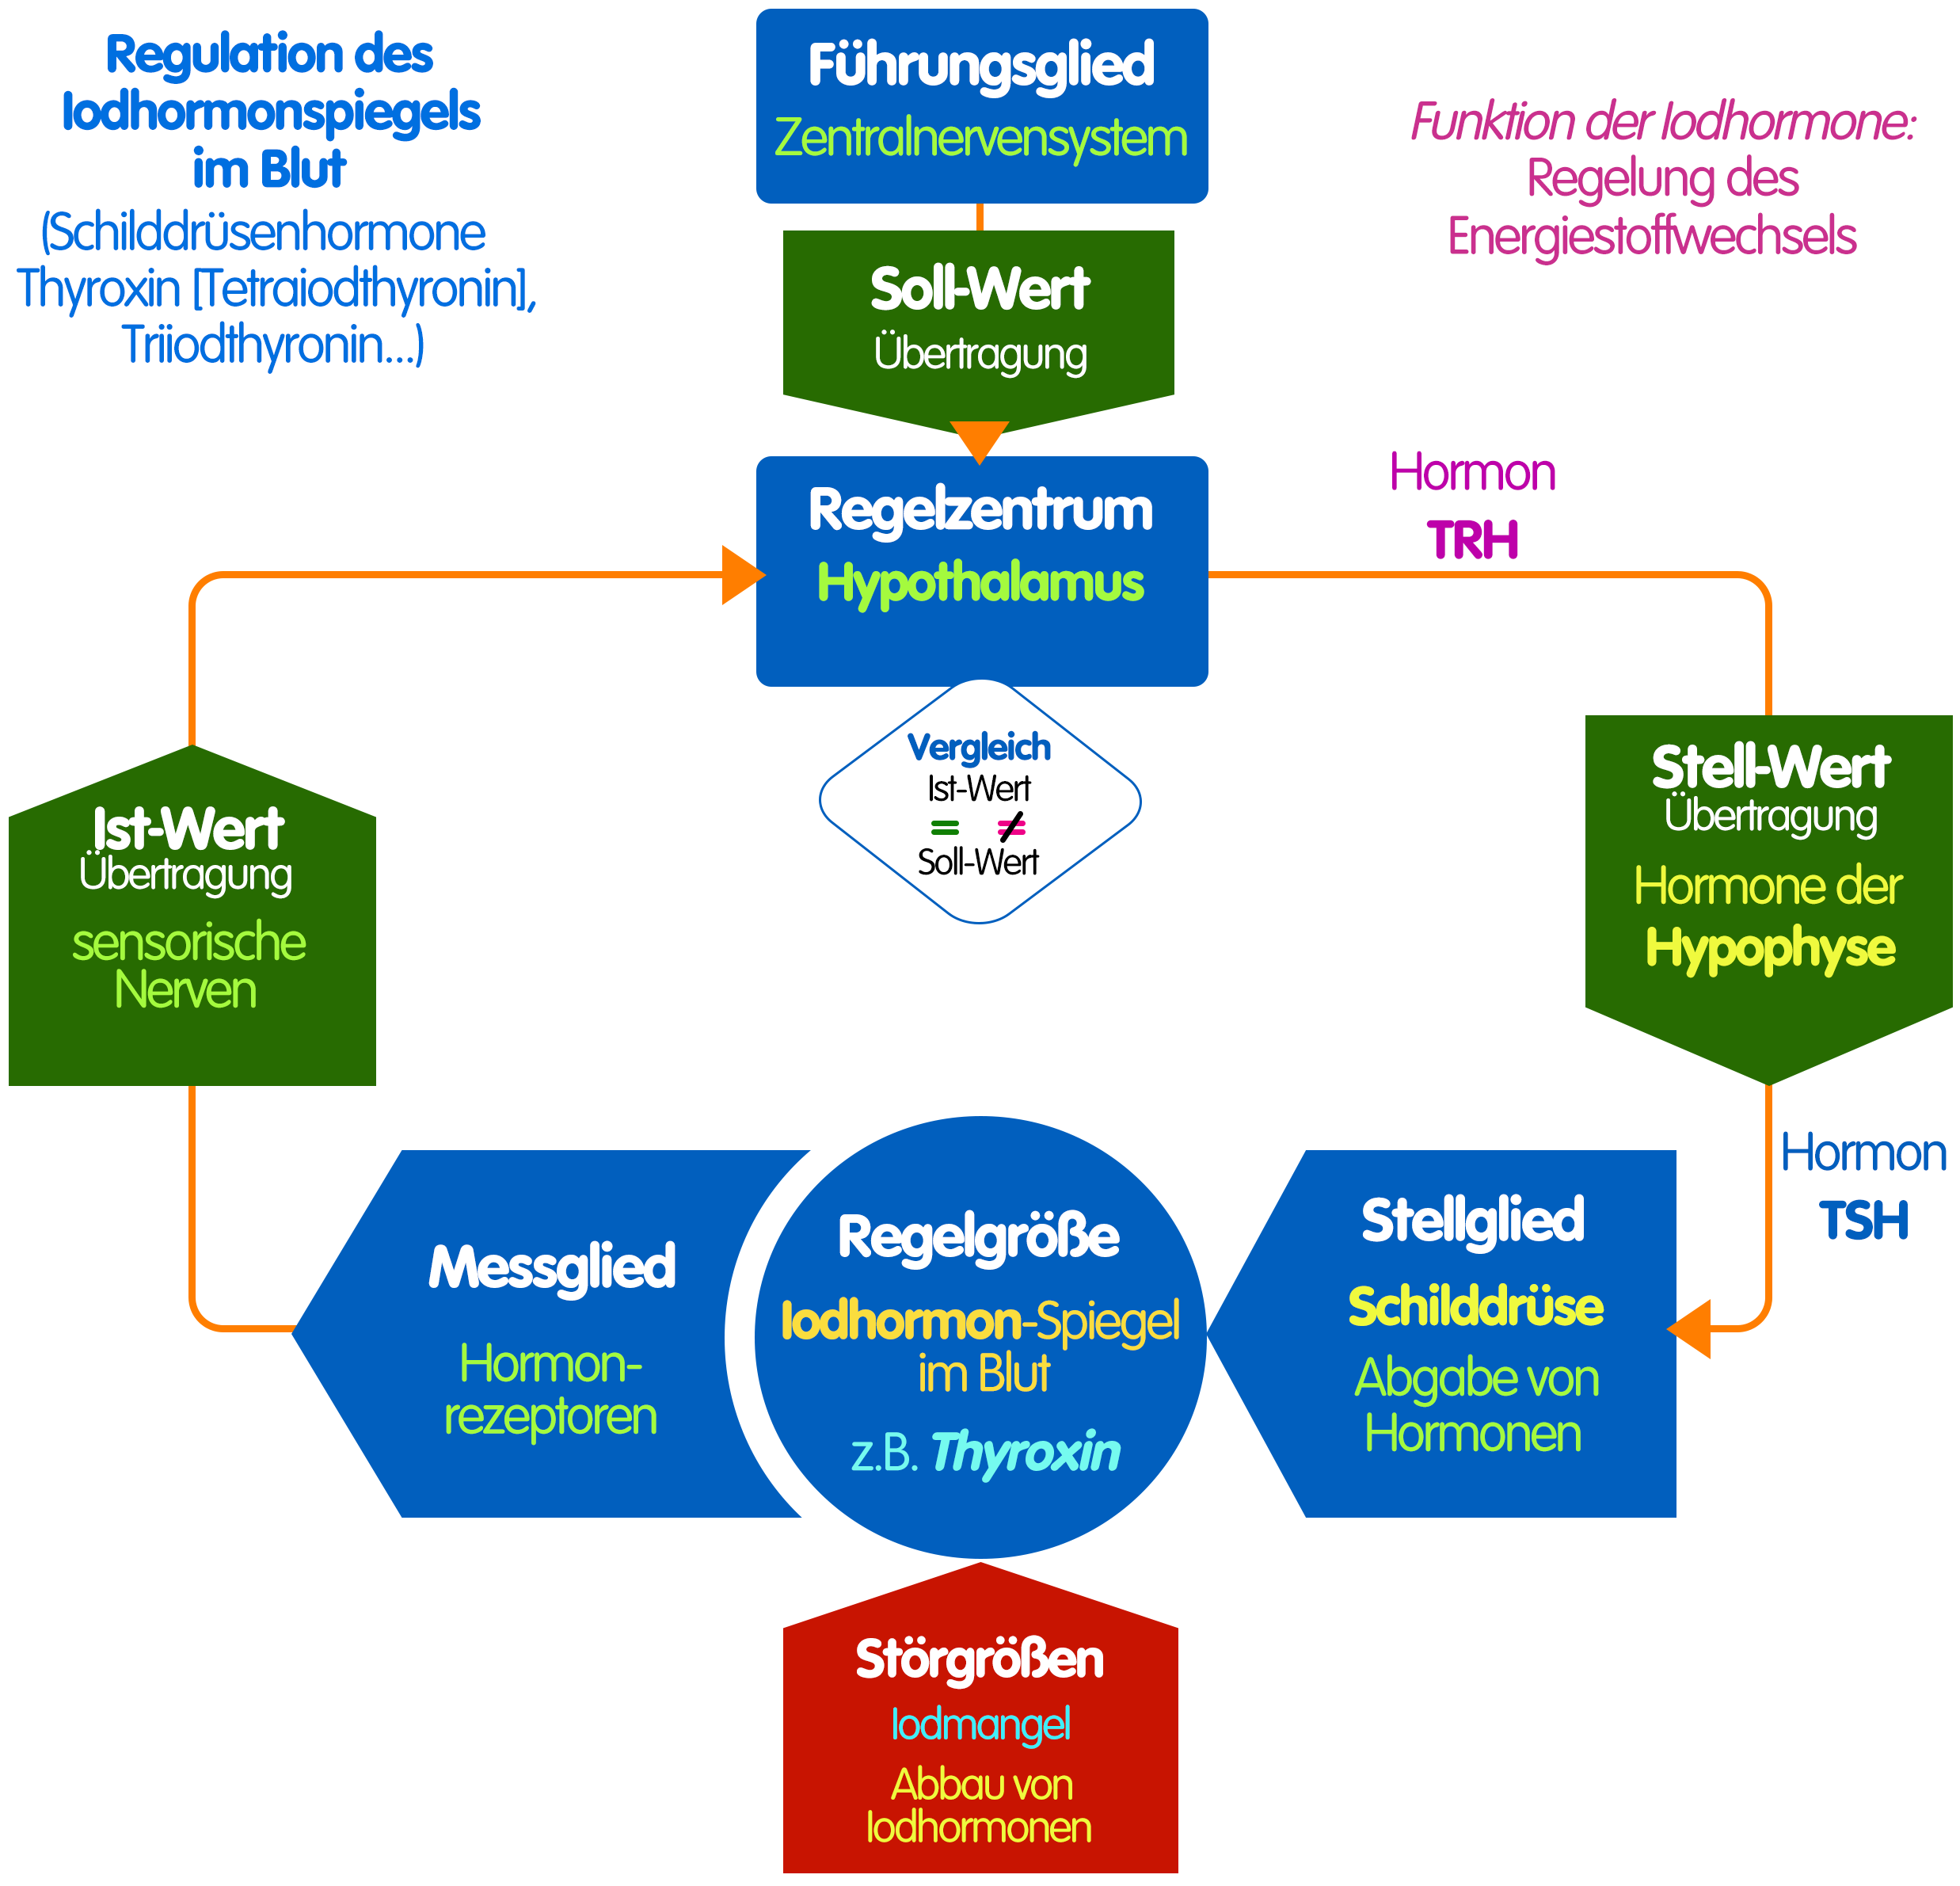 Regulation des
Iodhormonspiegels
im Blut
(Schilddrüsenhormone
Thyroxin [Tetraiodthyronin],
Triiodthyronin...)
Führungsglied
Zentralnervensystem
Funktion der Iodhormone:
Regelung des
Energiestoffwechsels
Soll-Wert
Übertragung
Regelzentrum
Hypothalamus
Hormon
TRH
Vergleich
Ist-Wert
= ≠
Soll-Wert
Ist-Wert
Übertragung
sensorische
Nerven
Stell-Wert
Übertragung
Hormone der
Hypophyse
Hormon
TSH
Messglied
Hormon-
rezeptoren
Regelgröße
Iodhormon-Spiegel
im Blut
z.B. Thyroxin
Stellglied
Schilddrüse
Abgabe von
Hormonen
Störgrößen
Iodmangel
Abbau von
Iodhormonen